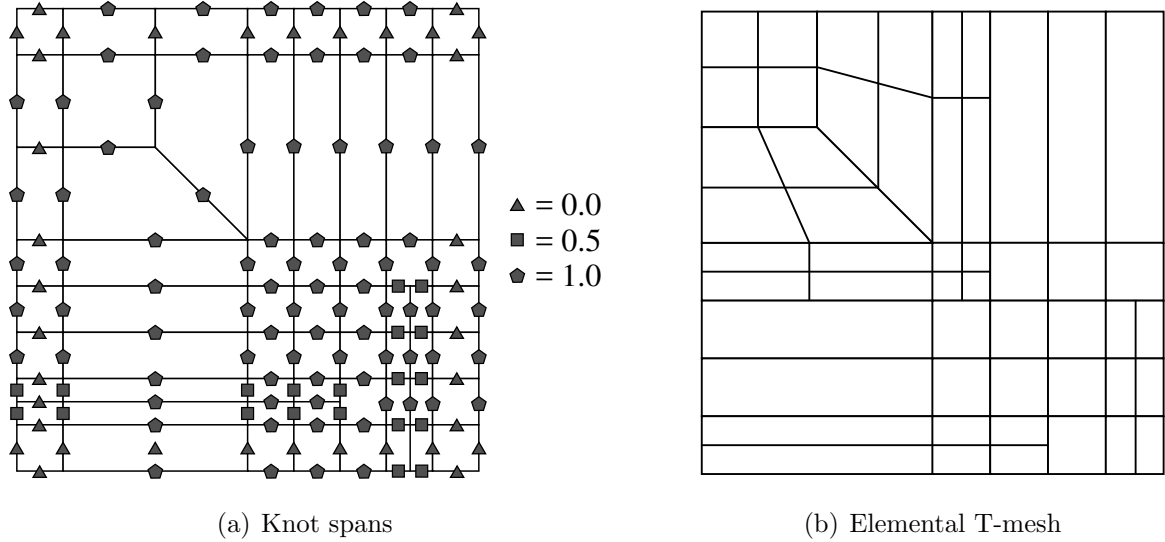 = 0.0
= 0.5
= 1.0
(a) Knot spans
(b) Elemental T-mesh